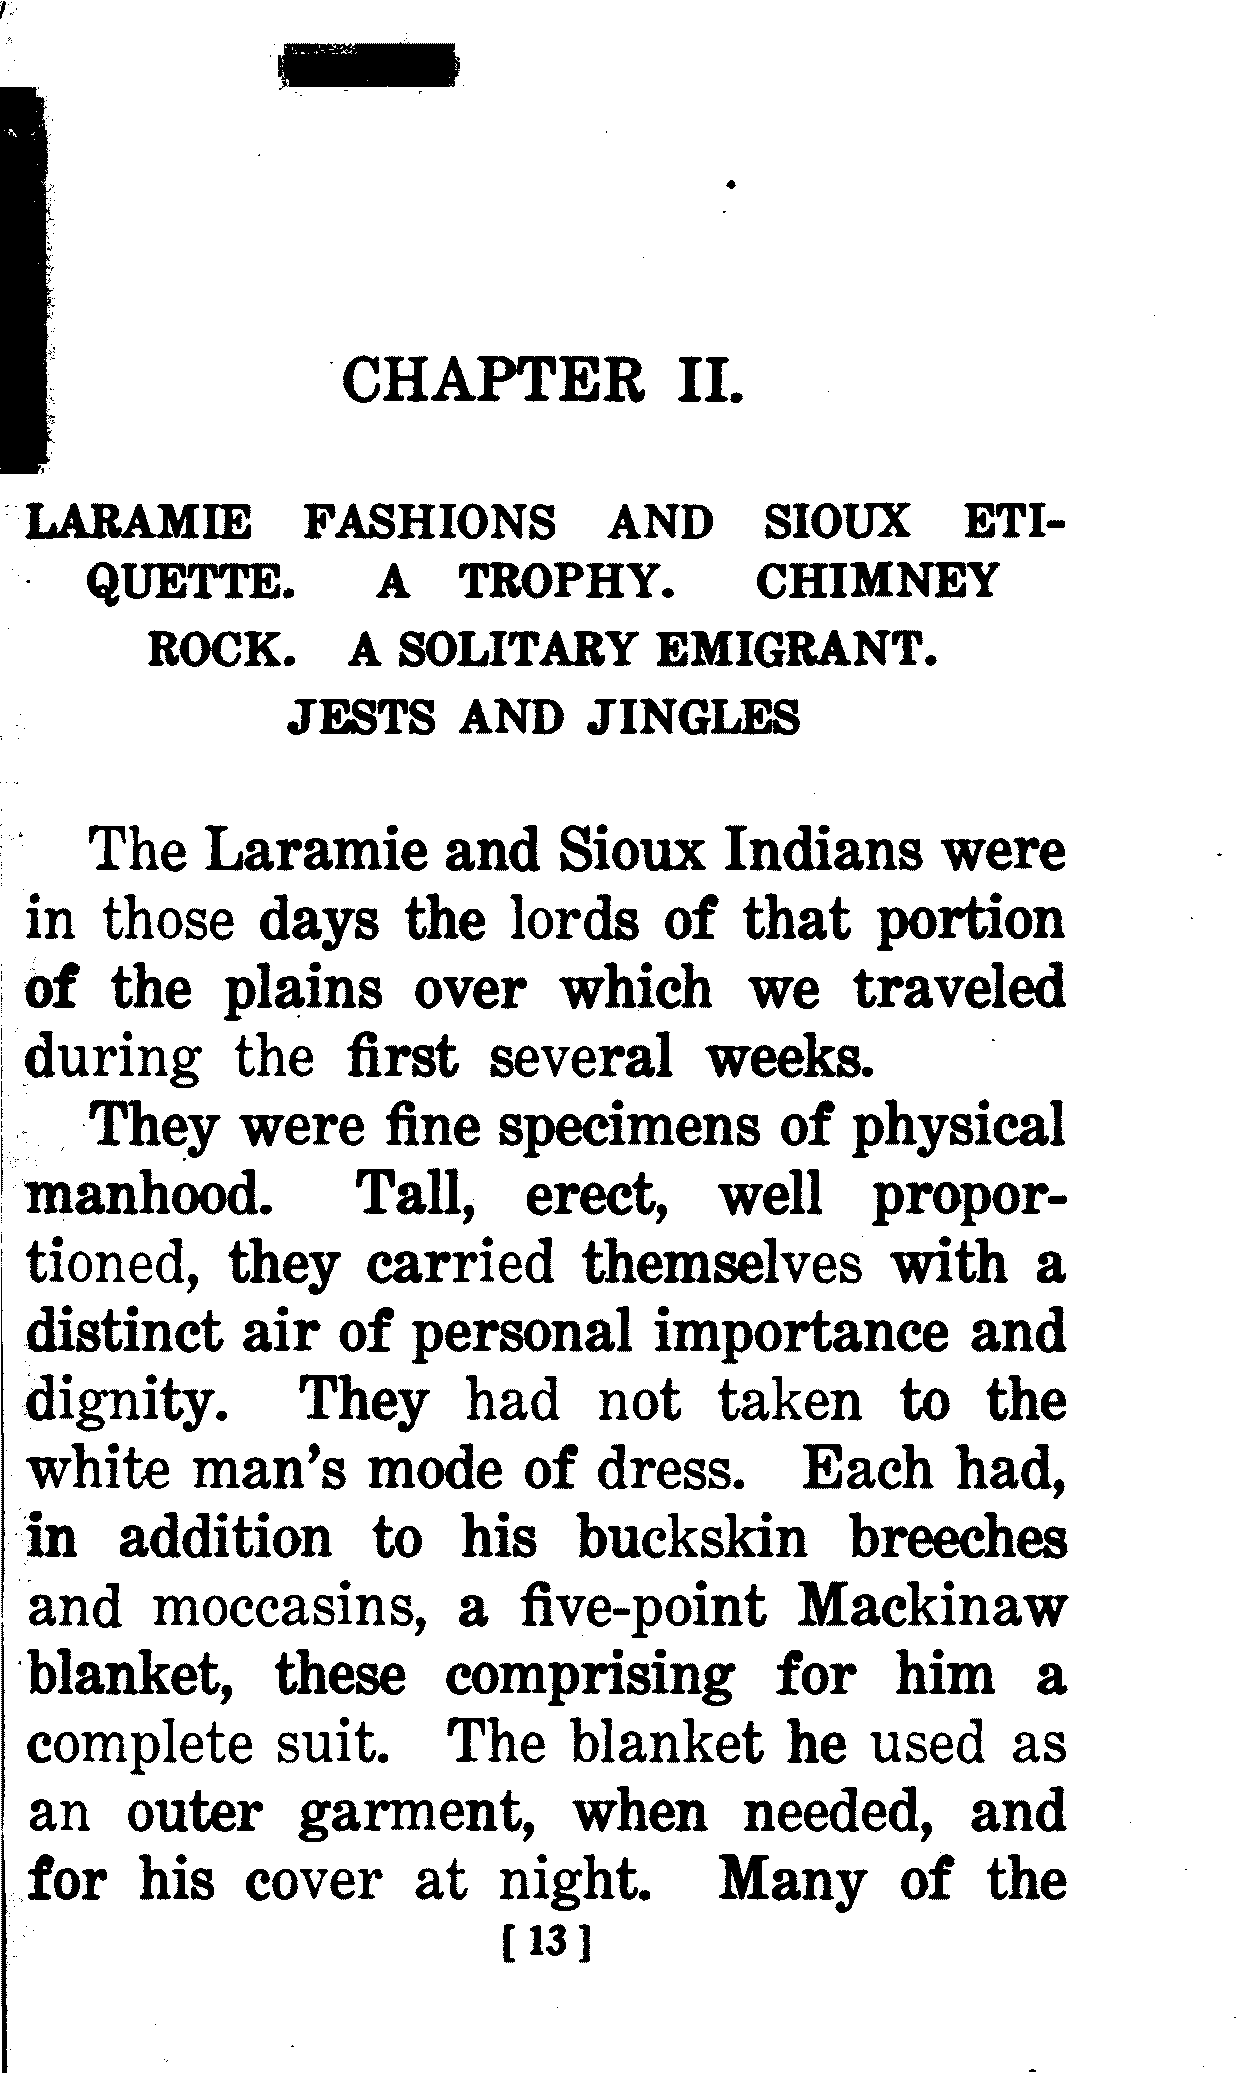 CHAPTER II.
LARAMIE FASHIONS AND SIOUX ETI-
QUETTE. A TROPHY. CHIMNEY
ROCK. A SOLITARY EMIGRANT.
JESTS AND JINGLES
The Laramie and Sioux Indians were
in those days the lords of that portion
of the plains over which we traveled
during the first several weeks.
They were fine specimens of physical
manhood. Tall, erect, well propor-
tioned, they carried themselves with a
distinct air of personal importance and
dignity. They had not taken to the
white man's mode of dress. Each had,
in addition to his buckskin breeches
and moccasins, a five-point Mackinaw
blanket, these comprising for him a
complete suit. The blanket he used as
an outer garment, when needed, and
for his cover at night. Many of the
[ 13 ]